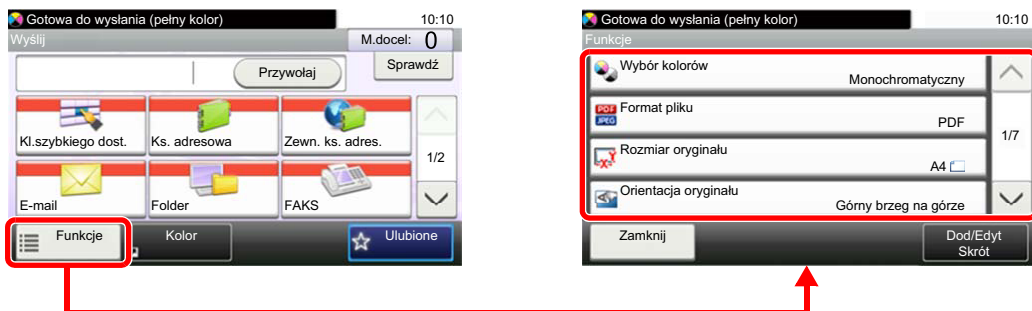 Gotowa do wysłania (pełny kolor)
10:10
Wyślij
M.docel: 0
Przywołaj
Sprawdź
Kl.szybkiego dost.
Ks. adresowa
Zewn. ks. adres.
1/2
E-mail
Folder
FAKS
Funkcje
Kolor
Ulubione
Gotowa do wysłania (pełny kolor)
10:10
Funkcje
Wybór kolorów
Monochromatyczny
PDF
JPEG
Format pliku
PDF
1/7
XY
Rozmiar oryginału
A4
A
Orientacja oryginału
Górny brzeg na górze
Zamknij
Dod/Edyt
Skrót